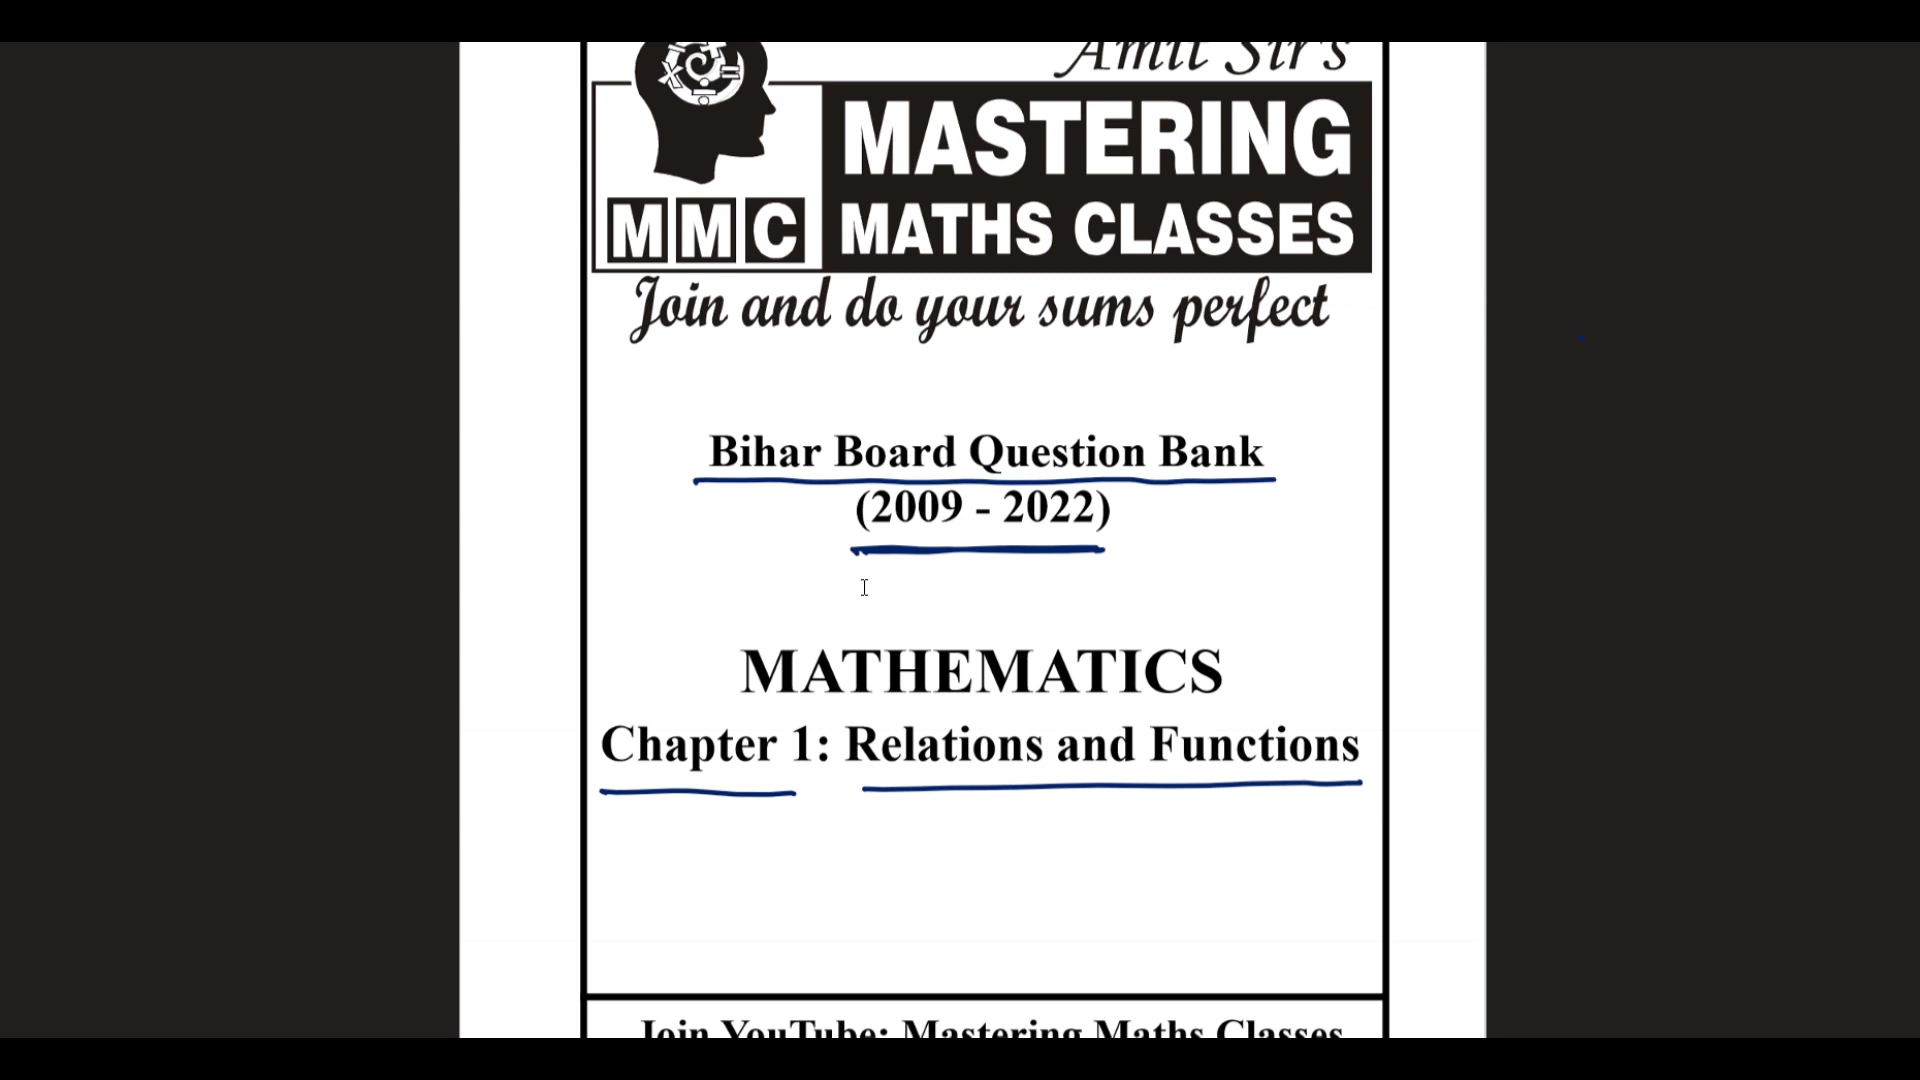 Amit Sir's
MASTERING
MMC MATHS CLASSES
Join and do your sums perfect
Bihar Board Question Bank
(2009 - 2022)
MATHEMATICS
Chapter 1: Relations and Functions
Join YouTube: Mastering Maths Classes